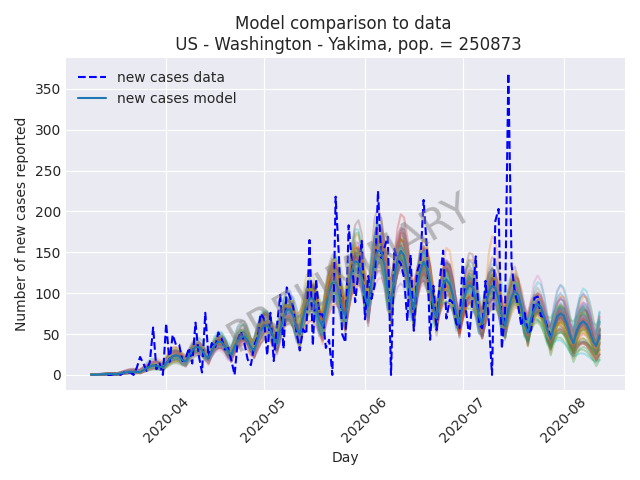 Model comparison to data
US - Washington - Yakima, pop. = 250873
new cases data
new cases model
PRELIMINARY
Number of new cases reported
350
300
250
200
150
100
50
0
2020-04
2020-05
2020-06
2020-07
2020-08
Day